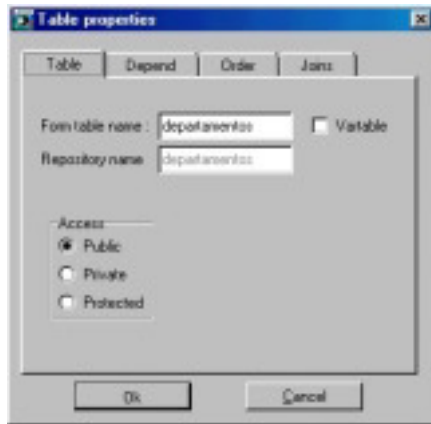 Table properties
Table Depend Order Joins
Form table name : departamentos Variable
Repository name departamentos
Access
Public
Private
Protected
Ok Cancel